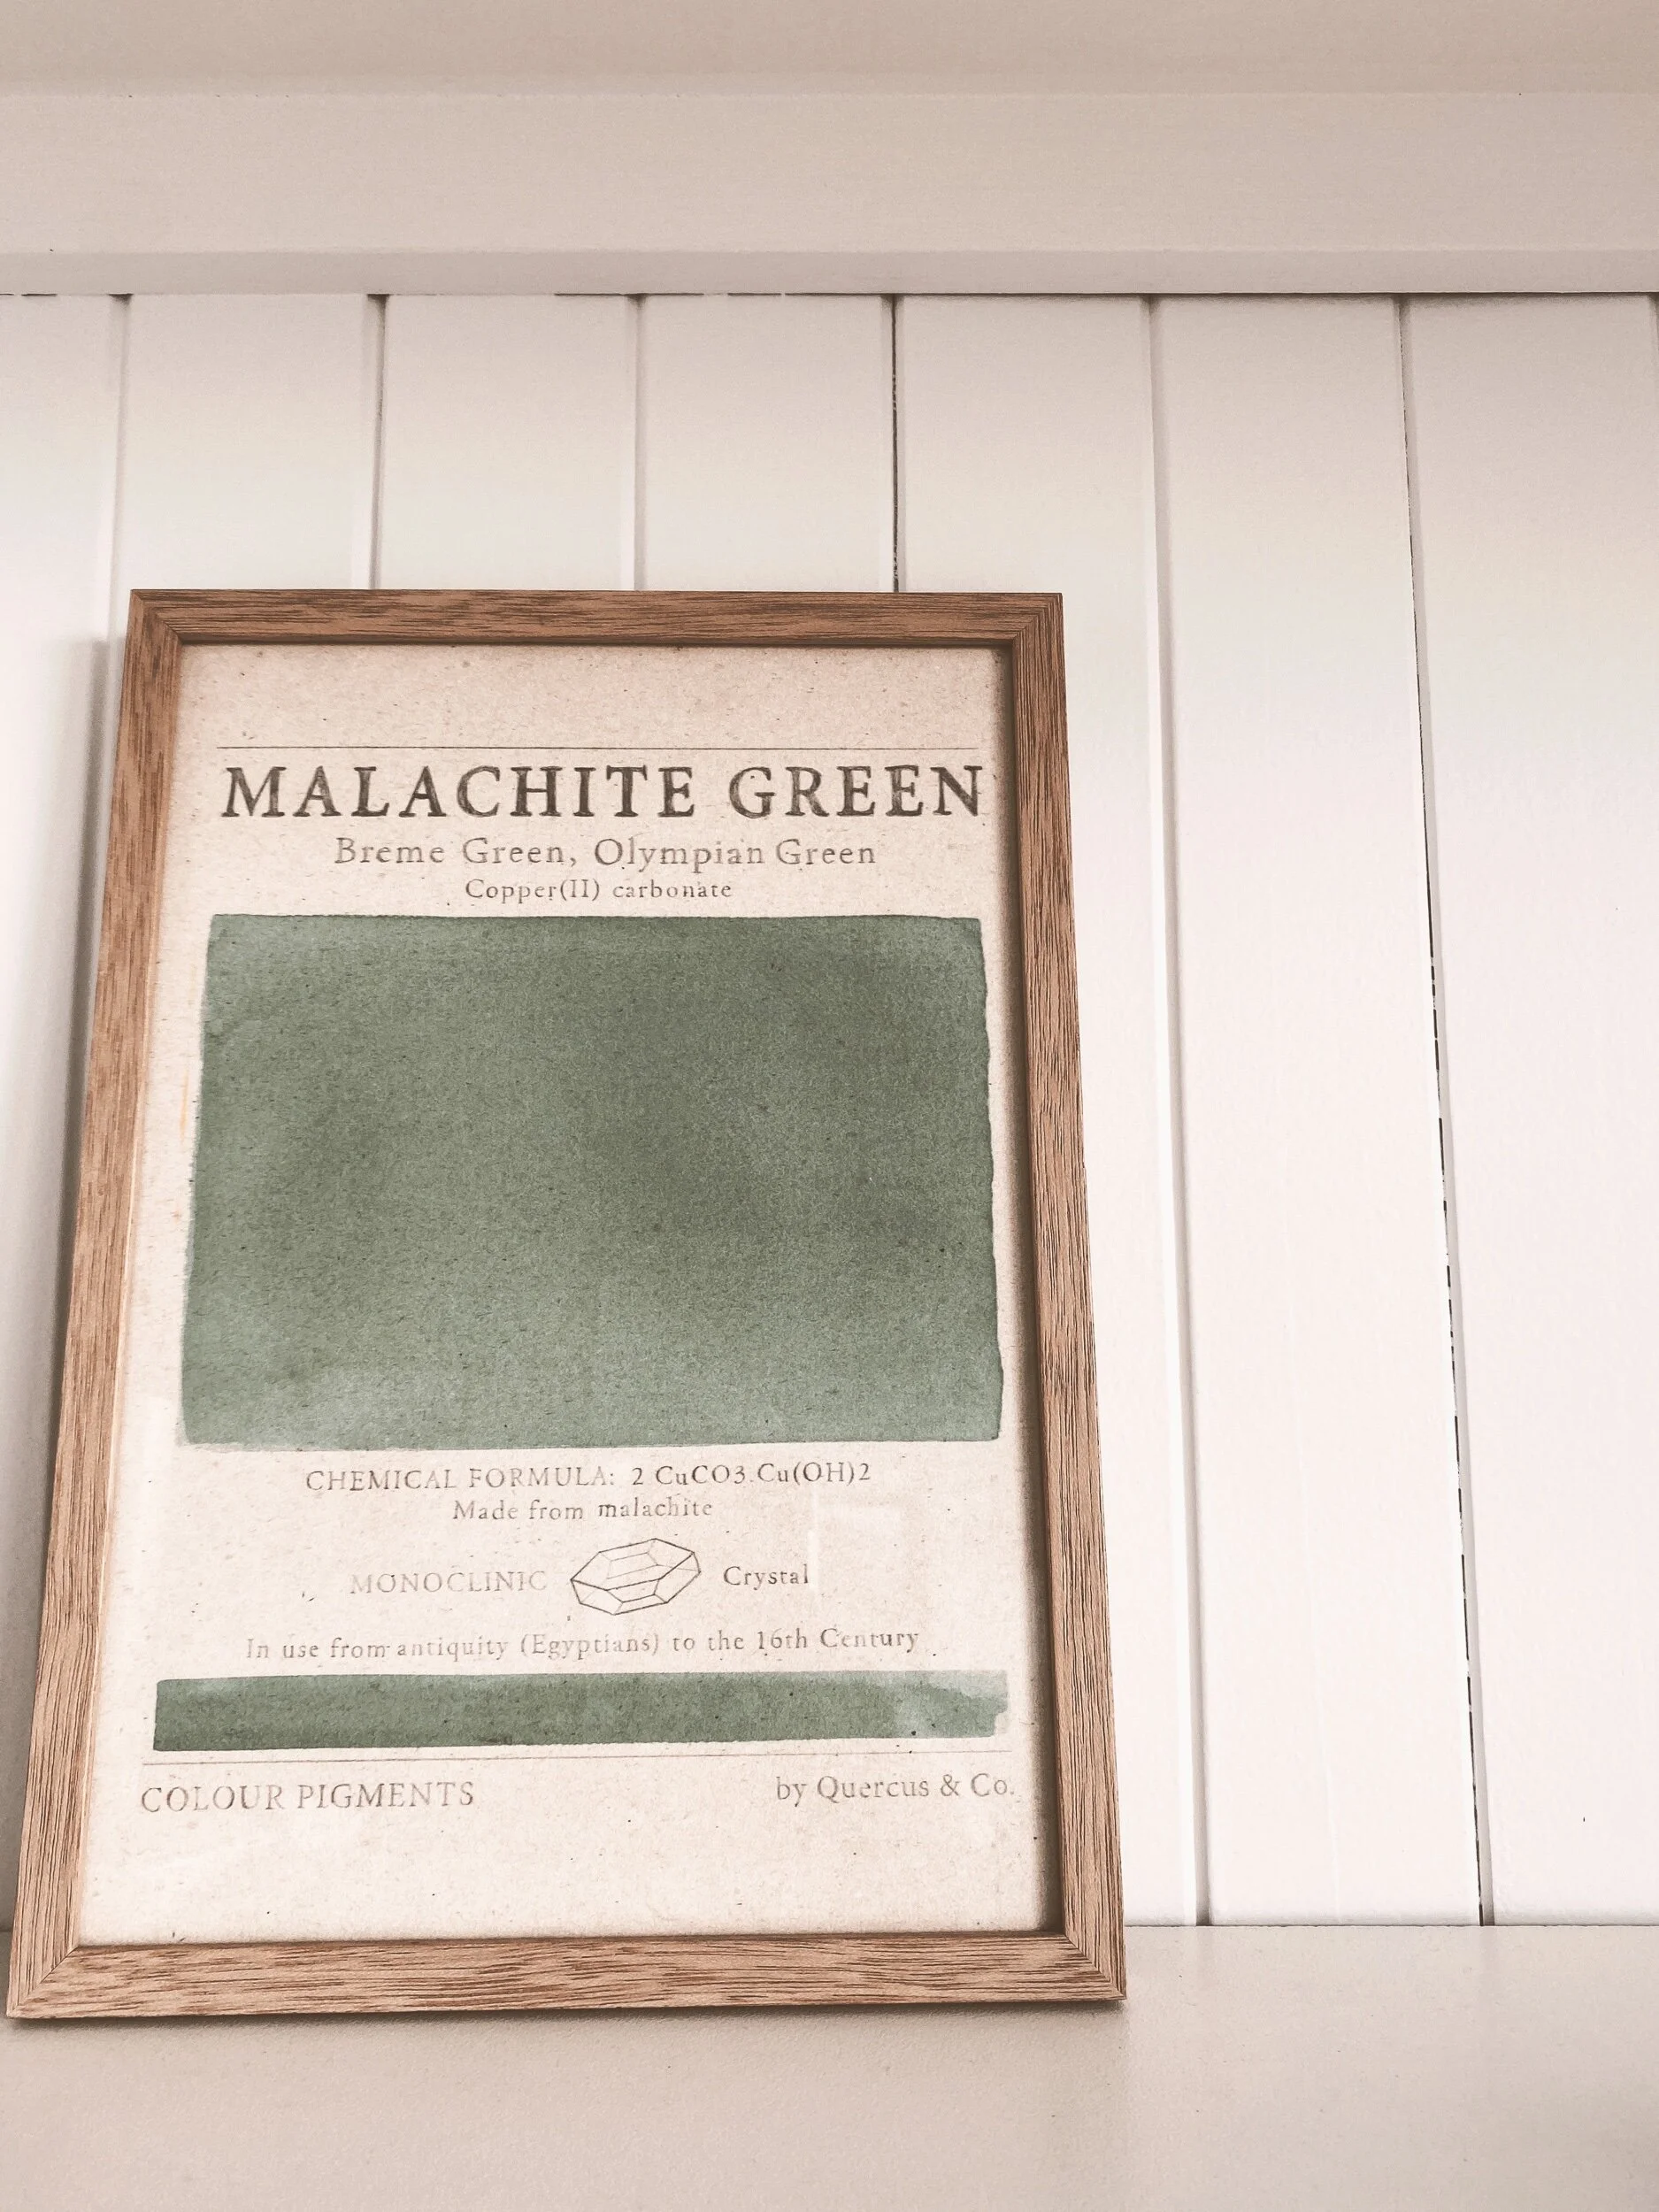 MALACHITE GREEN
Breme Green, Olympian Green
Copper(II) carbonate
CHEMICAL FORMULA: 2 CuCO3.Cu(OH)2
Made from malachite
MONOCLINIC Crystal
In use from antiquity (Egyptians) to the 16th Century
COLOUR PIGMENTS by Quercus & Co.